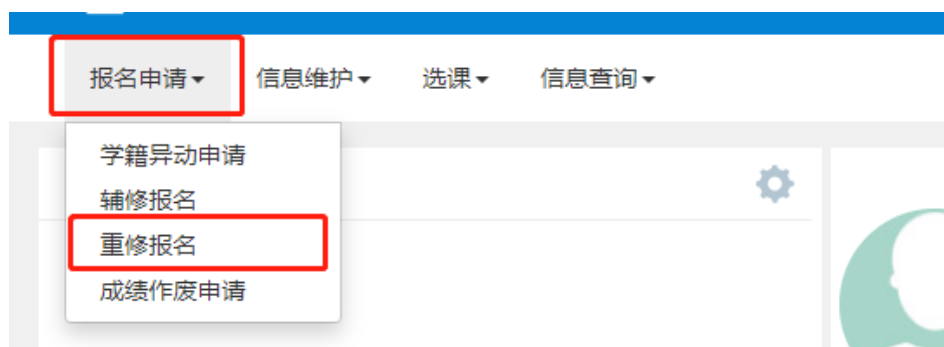 报名申请 信息维护 选课 信息查询
学籍异动申请
辅修报名
重修报名
成绩作废申请